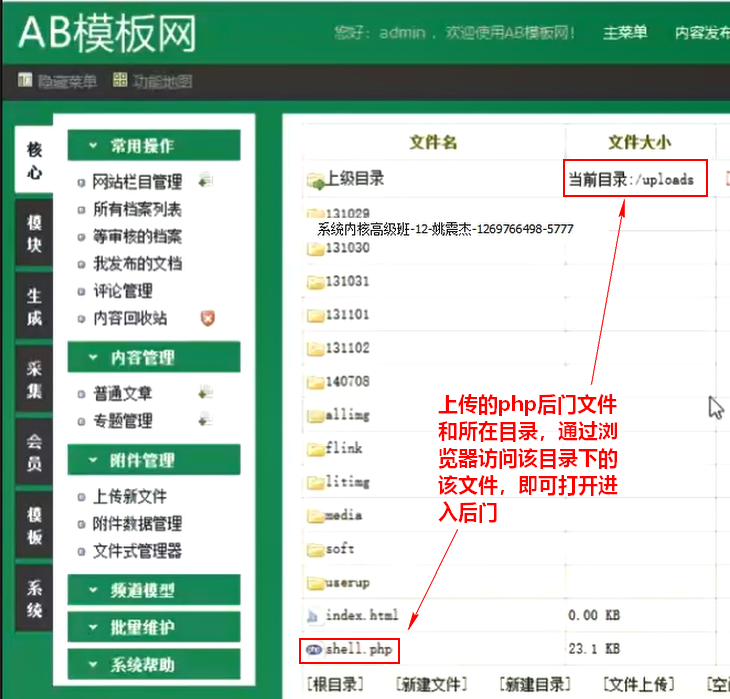 AB模板网
您好：admin ，欢迎使用AB模板网！ 主菜单 内容发布
隐藏菜单 功能地图
核心
模块
生成
采集
会员
模板
系统
常用操作
网站栏目管理
所有档案列表
等审核的档案
我发布的文档
评论管理
内容回收站
内容管理
普通文章
专题管理
附件管理
上传新文件
附件数据管理
文件式管理器
频道模型
批量维护
系统帮助
文件名 文件大小
上级目录 当前目录:/uploads
131029
系统内核高级班-12-姚震杰-1269766498-5777
131030
131031
131101
131102
140708
allimg
flink
litimg
media
soft
userup
index.html 0.00 KB
shell.php 23.1 KB
[根目录] [新建文件] [新建目录] [文件上传] [空
上传的php后门文件
和所在目录，通过浏
览器访问该目录下的
该文件，即可打开进
入后门